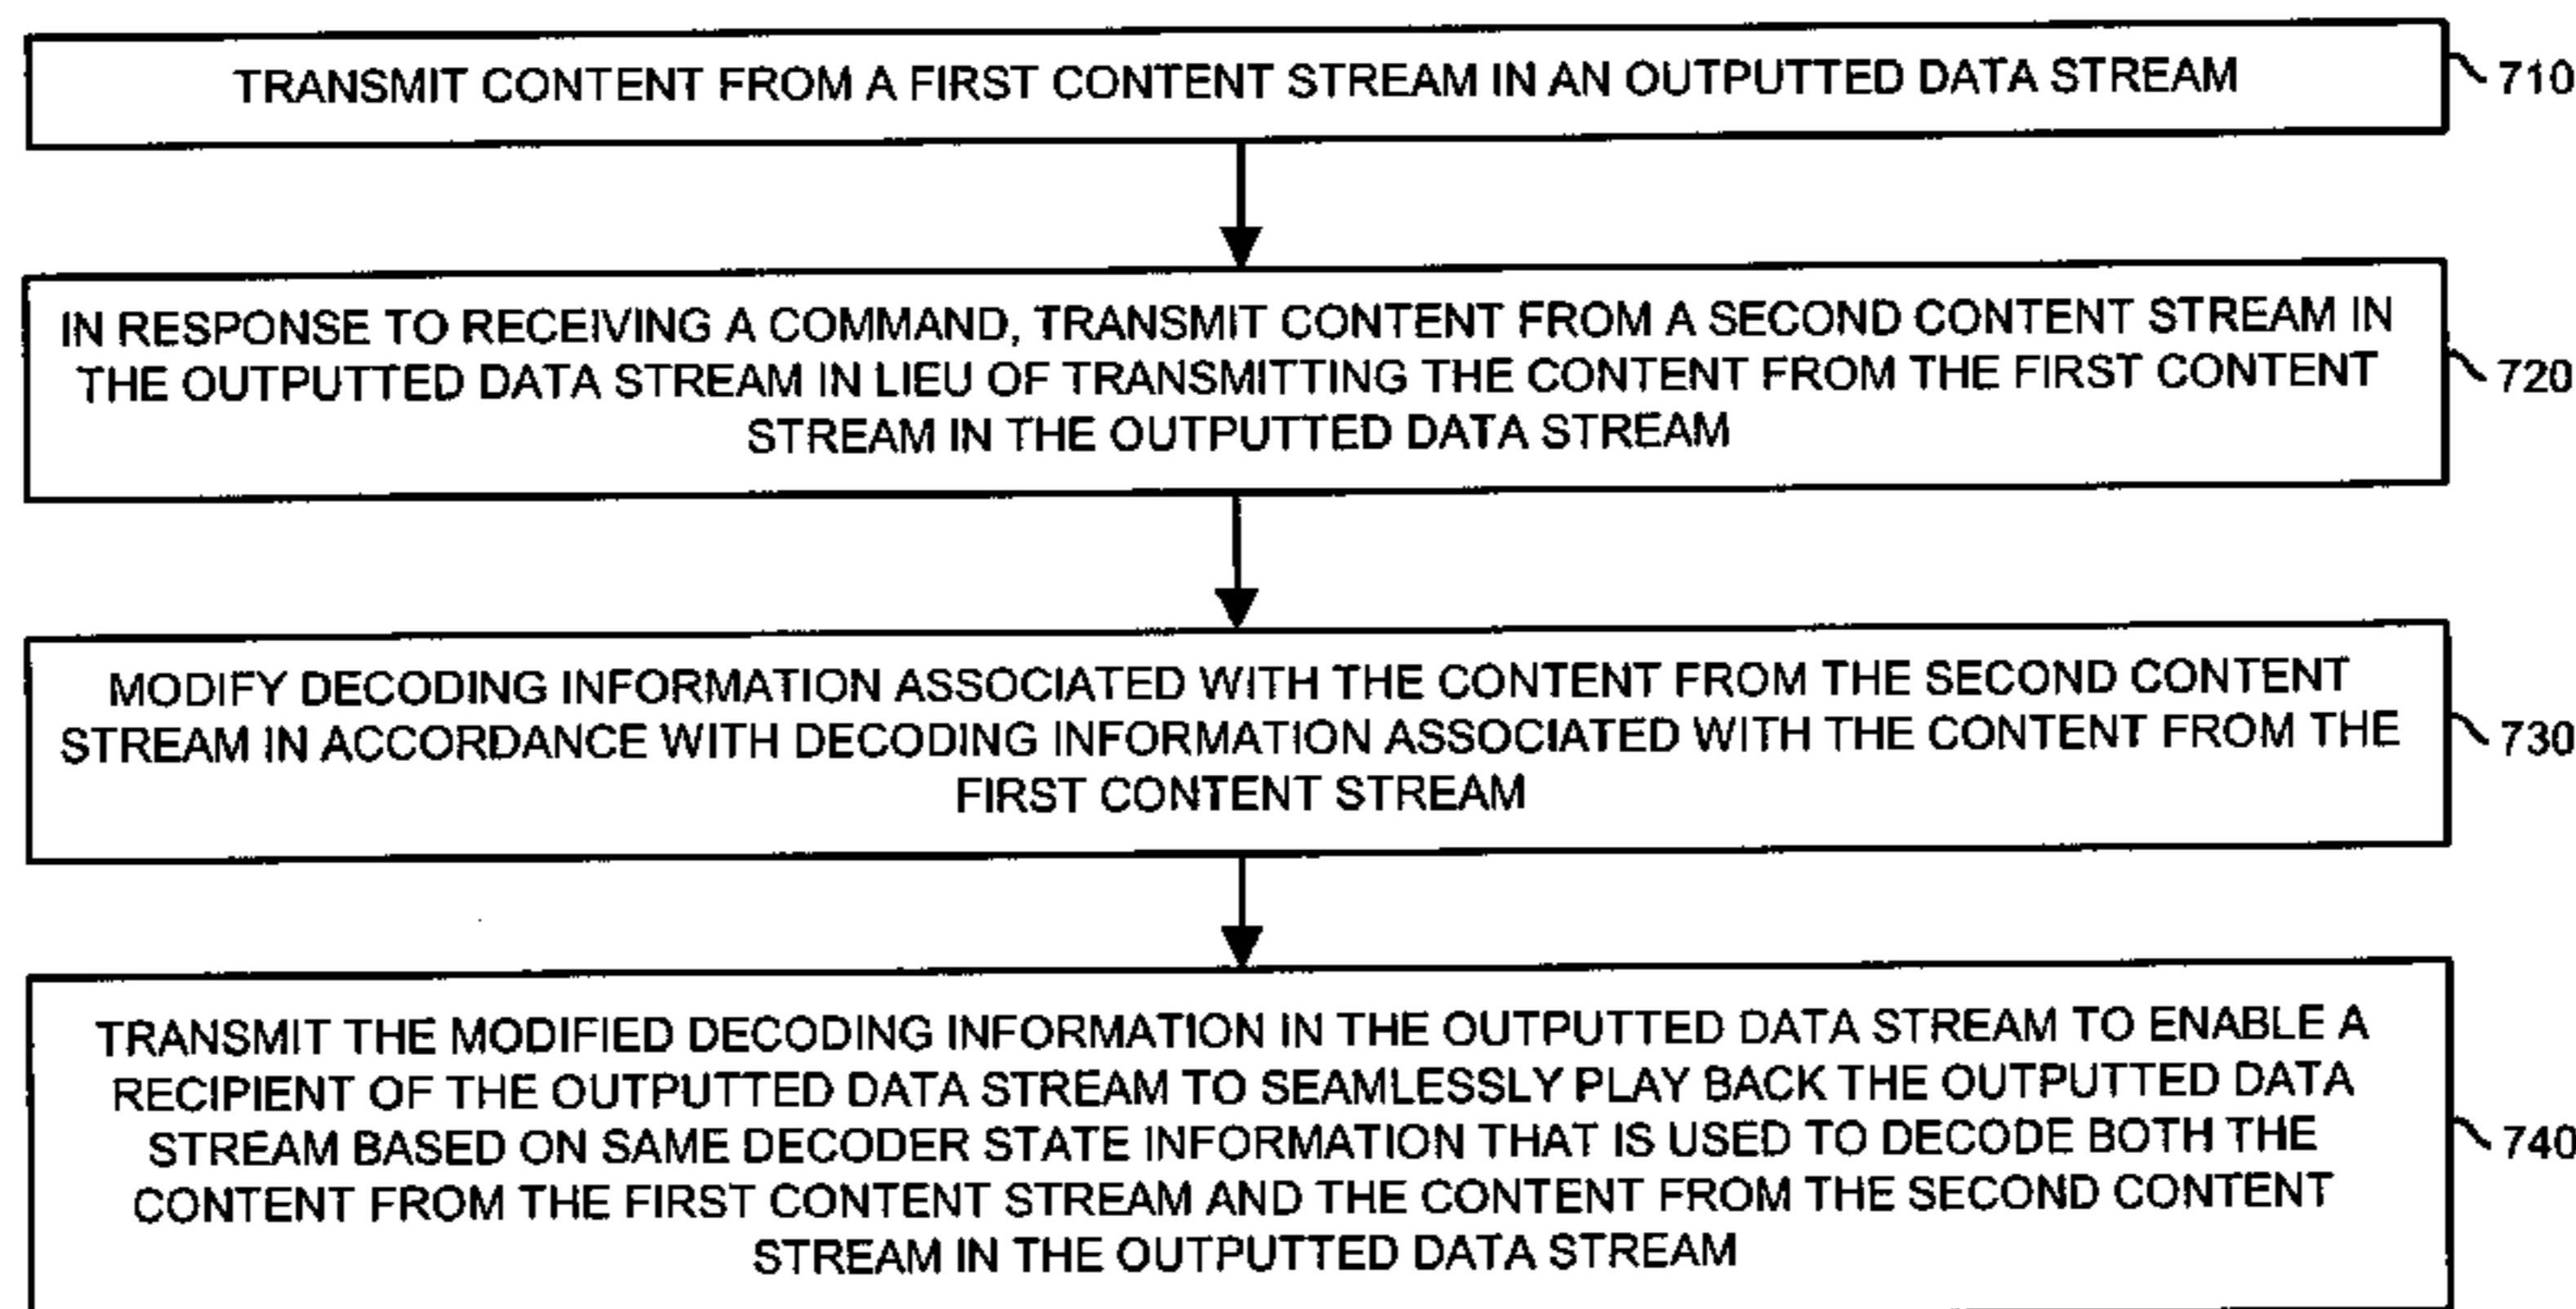 TRANSMIT CONTENT FROM A FIRST CONTENT STREAM IN AN OUTPUTTED DATA STREAM
710
IN RESPONSE TO RECEIVING A COMMAND, TRANSMIT CONTENT FROM A SECOND CONTENT STREAM IN
THE OUTPUTTED DATA STREAM IN LIEU OF TRANSMITTING THE CONTENT FROM THE FIRST CONTENT
STREAM IN THE OUTPUTTED DATA STREAM
720
MODIFY DECODING INFORMATION ASSOCIATED WITH THE CONTENT FROM THE SECOND CONTENT
STREAM IN ACCORDANCE WITH DECODING INFORMATION ASSOCIATED WITH THE CONTENT FROM THE
FIRST CONTENT STREAM
730
TRANSMIT THE MODIFIED DECODING INFORMATION IN THE OUTPUTTED DATA STREAM TO ENABLE A
RECIPIENT OF THE OUTPUTTED DATA STREAM TO SEAMLESSLY PLAY BACK THE OUTPUTTED DATA
STREAM BASED ON SAME DECODER STATE INFORMATION THAT IS USED TO DECODE BOTH THE
CONTENT FROM THE FIRST CONTENT STREAM AND THE CONTENT FROM THE SECOND CONTENT
STREAM IN THE OUTPUTTED DATA STREAM
740